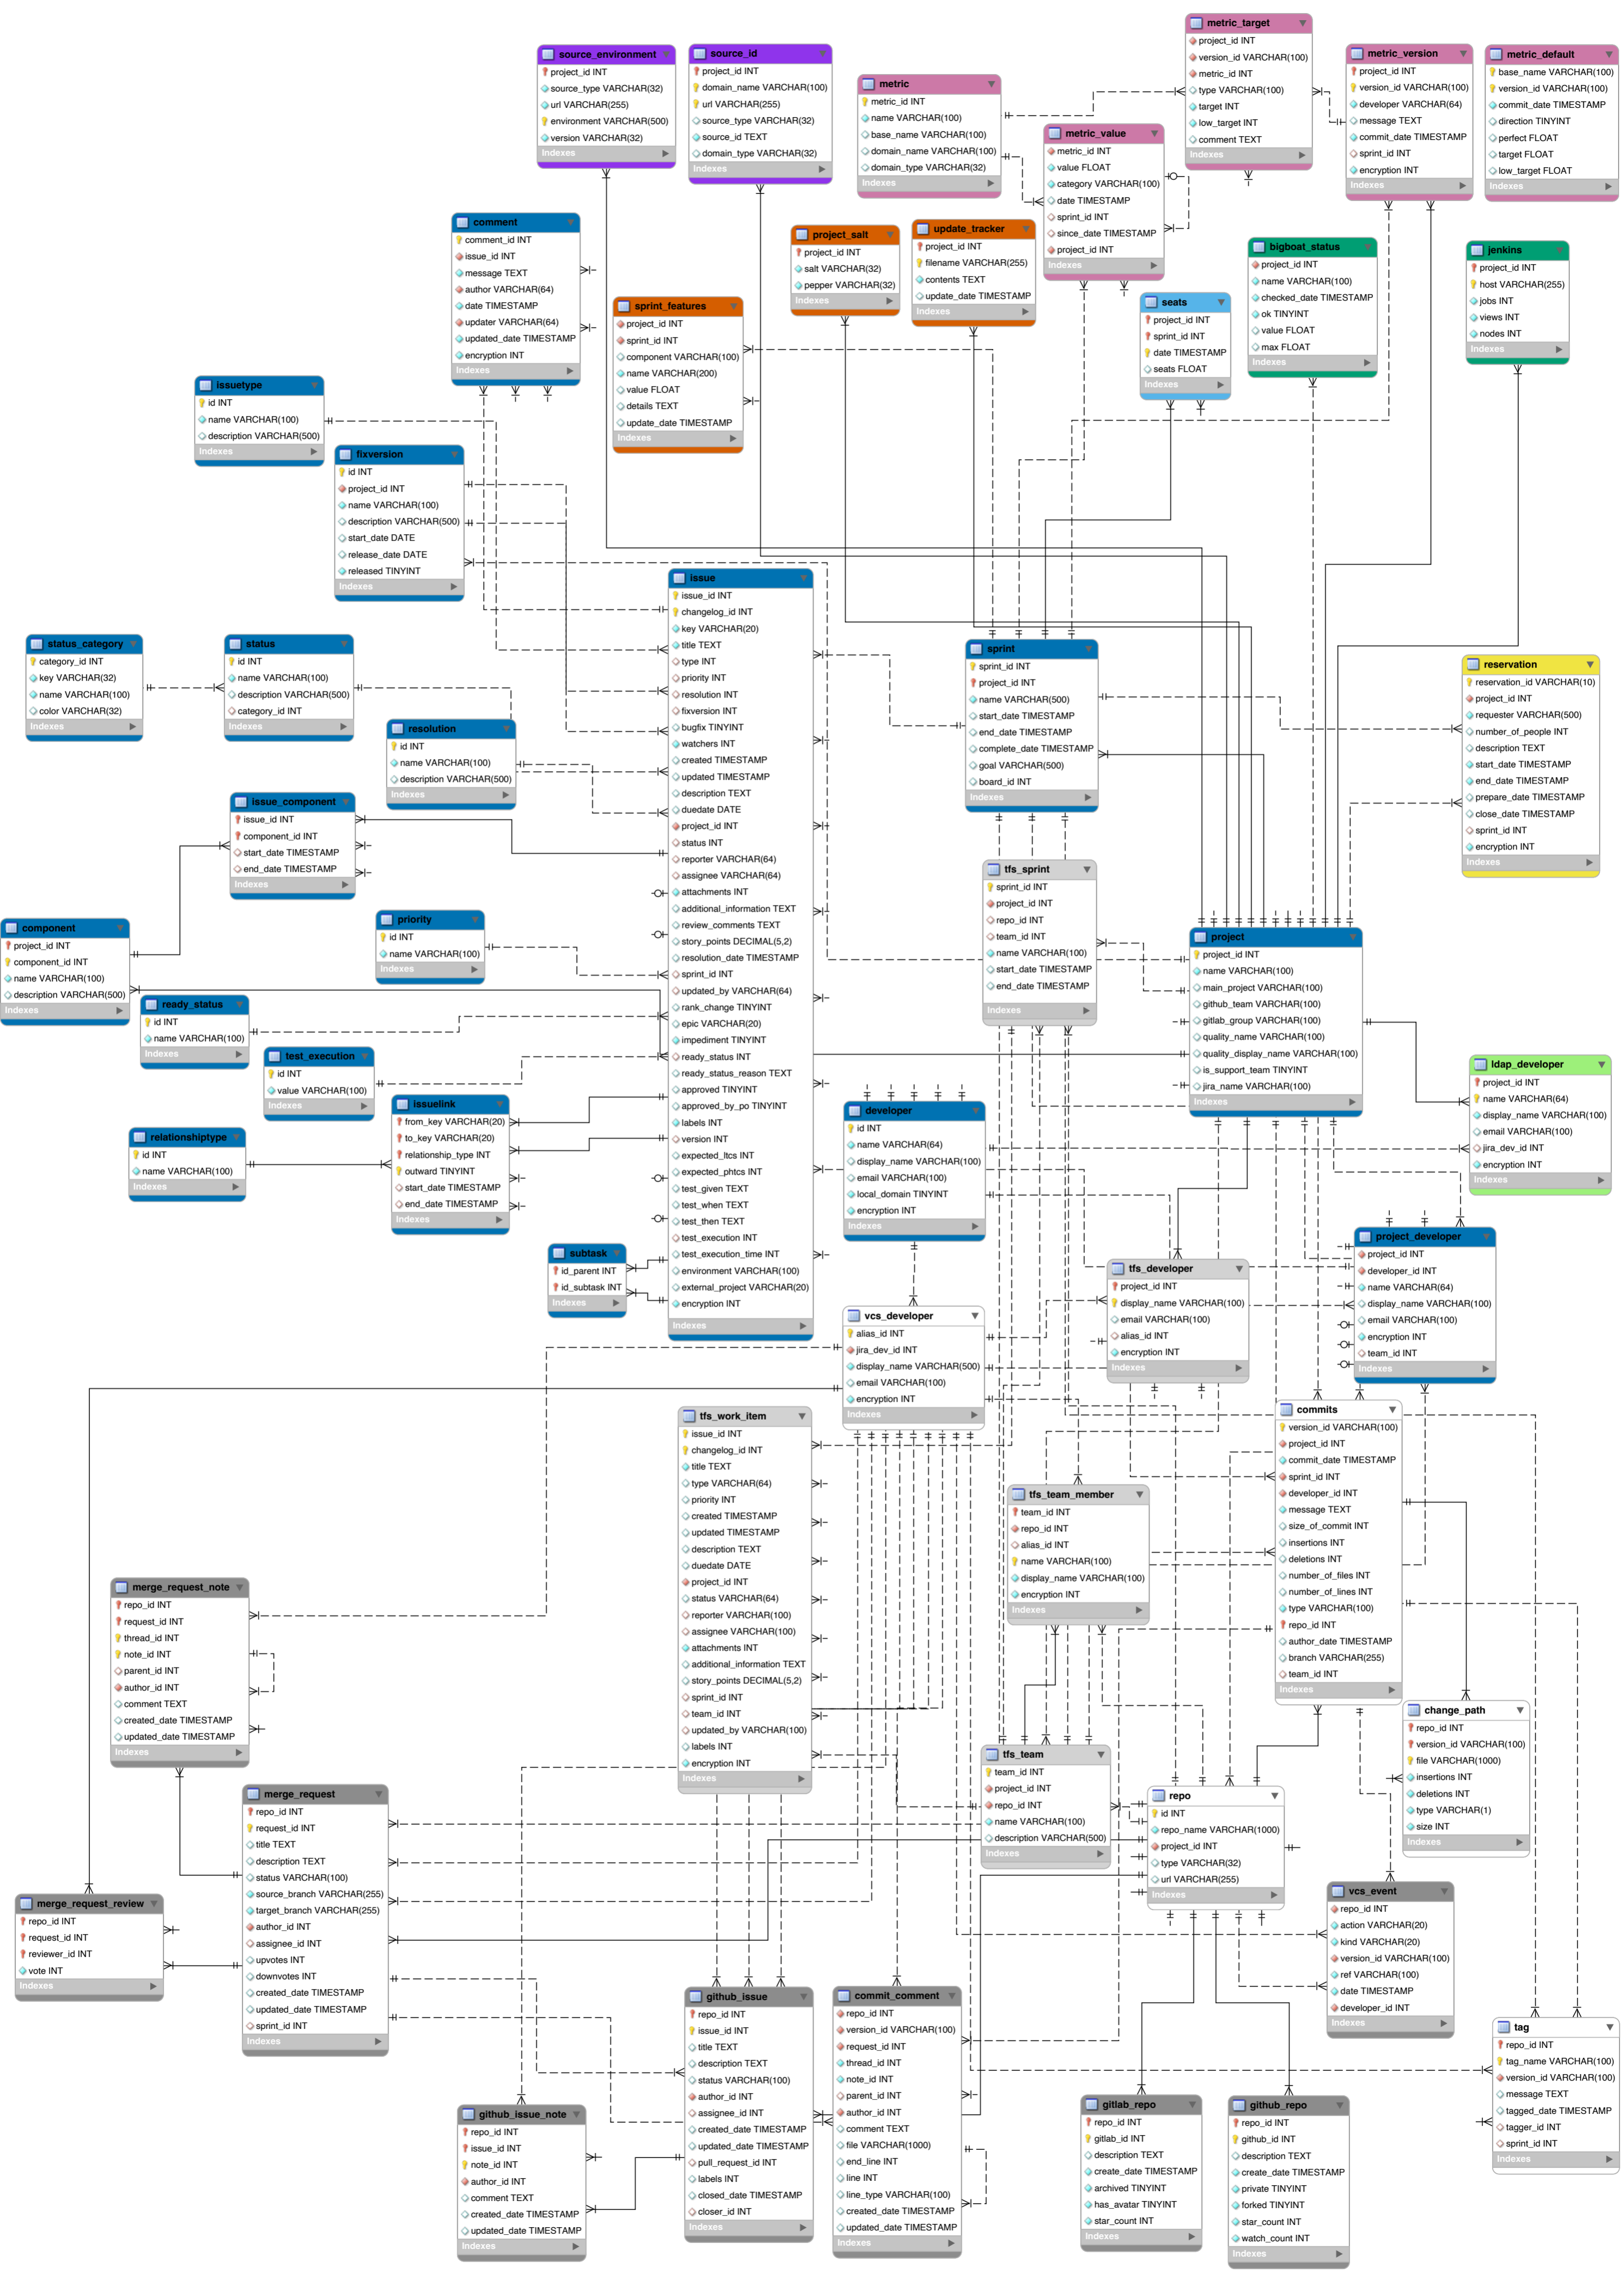 metric_target
project_id INT
version_id VARCHAR(100)
metric_id INT
type VARCHAR(100)
target INT
low_target INT
comment TEXT
Indexes
source_environment
project_id INT
source_type VARCHAR(32)
url VARCHAR(255)
environment VARCHAR(500)
version VARCHAR(32)
Indexes
source_id
project_id INT
domain_name VARCHAR(100)
url VARCHAR(255)
source_type VARCHAR(32)
source_id TEXT
domain_type VARCHAR(32)
Indexes
metric
metric_id INT
name VARCHAR(100)
base_name VARCHAR(100)
domain_name VARCHAR(100)
domain_type VARCHAR(32)
Indexes
metric_version
project_id INT
version_id VARCHAR(100)
developer VARCHAR(64)
message TEXT
commit_date TIMESTAMP
sprint_id INT
encryption INT
Indexes
metric_default
base_name VARCHAR(100)
version_id VARCHAR(100)
commit_date TIMESTAMP
direction TINYINT
perfect FLOAT
target FLOAT
low_target FLOAT
Indexes
metric_value
metric_id INT
value FLOAT
category VARCHAR(100)
date TIMESTAMP
sprint_id INT
since_date TIMESTAMP
project_id INT
Indexes
comment
comment_id INT
issue_id INT
message TEXT
author VARCHAR(64)
date TIMESTAMP
updater VARCHAR(64)
updated_date TIMESTAMP
encryption INT
Indexes
project_salt
project_id INT
salt VARCHAR(32)
pepper VARCHAR(32)
Indexes
update_tracker
project_id INT
filename VARCHAR(255)
contents TEXT
update_date TIMESTAMP
Indexes
bigboat_status
project_id INT
name VARCHAR(100)
checked_date TIMESTAMP
ok TINYINT
value FLOAT
max FLOAT
Indexes
jenkins
project_id INT
host VARCHAR(255)
jobs INT
views INT
nodes INT
Indexes
sprint_features
project_id INT
sprint_id INT
component VARCHAR(100)
name VARCHAR(200)
value FLOAT
details TEXT
update_date TIMESTAMP
Indexes
seats
project_id INT
sprint_id INT
date TIMESTAMP
seats FLOAT
Indexes
issuetype
id INT
name VARCHAR(100)
description VARCHAR(500)
Indexes
fixversion
id INT
project_id INT
name VARCHAR(100)
description VARCHAR(500)
start_date DATE
release_date DATE
released TINYINT
Indexes
issue
issue_id INT
changelog_id INT
key VARCHAR(20)
title TEXT
type INT
priority INT
resolution INT
fixversion INT
bugfix TINYINT
watchers INT
created TIMESTAMP
updated TIMESTAMP
description TEXT
duedate DATE
project_id INT
status INT
reporter VARCHAR(64)
assignee VARCHAR(64)
attachments INT
additional_information TEXT
review_comments TEXT
story_points DECIMAL(5,2)
resolution_date TIMESTAMP
sprint_id INT
updated_by VARCHAR(64)
rank_change TINYINT
epic VARCHAR(20)
impediment TINYINT
ready_status INT
ready_status_reason TEXT
approved TINYINT
approved_by_po TINYINT
labels INT
version INT
expected_ltcs INT
expected_phtcs INT
test_given TEXT
test_when TEXT
test_then TEXT
test_execution INT
test_execution_time INT
environment VARCHAR(100)
external_project VARCHAR(20)
encryption INT
Indexes
status_category
category_id INT
key VARCHAR(32)
name VARCHAR(100)
color VARCHAR(32)
Indexes
status
id INT
name VARCHAR(100)
description VARCHAR(500)
category_id INT
Indexes
sprint
sprint_id INT
project_id INT
name VARCHAR(500)
start_date TIMESTAMP
end_date TIMESTAMP
complete_date TIMESTAMP
goal VARCHAR(500)
board_id INT
Indexes
reservation
reservation_id VARCHAR(10)
project_id INT
requester VARCHAR(500)
number_of_people INT
description TEXT
start_date TIMESTAMP
end_date TIMESTAMP
prepare_date TIMESTAMP
close_date TIMESTAMP
sprint_id INT
encryption INT
Indexes
resolution
id INT
name VARCHAR(100)
description VARCHAR(500)
Indexes
issue_component
issue_id INT
component_id INT
start_date TIMESTAMP
end_date TIMESTAMP
Indexes
tfs_sprint
sprint_id INT
project_id INT
repo_id INT
team_id INT
name VARCHAR(100)
start_date TIMESTAMP
end_date TIMESTAMP
Indexes
component
project_id INT
component_id INT
name VARCHAR(100)
description VARCHAR(500)
Indexes
priority
id INT
name VARCHAR(100)
Indexes
project
project_id INT
name VARCHAR(100)
main_project VARCHAR(100)
github_team VARCHAR(100)
gitlab_group VARCHAR(100)
quality_name VARCHAR(100)
quality_display_name VARCHAR(100)
is_support_team TINYINT
jira_name VARCHAR(100)
Indexes
ready_status
id INT
name VARCHAR(100)
Indexes
test_execution
id INT
value VARCHAR(100)
Indexes
ldap_developer
project_id INT
name VARCHAR(64)
display_name VARCHAR(100)
email VARCHAR(100)
jira_dev_id INT
encryption INT
Indexes
issuelink
from_key VARCHAR(20)
to_key VARCHAR(20)
relationship_type INT
outward TINYINT
start_date TIMESTAMP
end_date TIMESTAMP
Indexes
developer
id INT
name VARCHAR(64)
display_name VARCHAR(100)
email VARCHAR(100)
local_domain TINYINT
encryption INT
Indexes
relationshiptype
id INT
name VARCHAR(100)
Indexes
project_developer
project_id INT
developer_id INT
name VARCHAR(64)
display_name VARCHAR(100)
email VARCHAR(100)
encryption INT
team_id INT
Indexes
subtask
id_parent INT
id_subtask INT
Indexes
tfs_developer
project_id INT
display_name VARCHAR(100)
email VARCHAR(100)
alias_id INT
encryption INT
Indexes
vcs_developer
alias_id INT
jira_dev_id INT
display_name VARCHAR(500)
email VARCHAR(100)
encryption INT
Indexes
commits
version_id VARCHAR(100)
project_id INT
commit_date TIMESTAMP
sprint_id INT
developer_id INT
message TEXT
size_of_commit INT
insertions INT
deletions INT
number_of_files INT
number_of_lines INT
type VARCHAR(100)
repo_id INT
author_date TIMESTAMP
branch VARCHAR(255)
team_id INT
Indexes
tfs_work_item
issue_id INT
changelog_id INT
title TEXT
type VARCHAR(64)
priority INT
created TIMESTAMP
updated TIMESTAMP
description TEXT
duedate DATE
project_id INT
status VARCHAR(64)
reporter VARCHAR(100)
assignee VARCHAR(100)
attachments INT
additional_information TEXT
story_points DECIMAL(5,2)
sprint_id INT
team_id INT
updated_by VARCHAR(100)
labels INT
encryption INT
Indexes
tfs_team_member
team_id INT
repo_id INT
alias_id INT
name VARCHAR(100)
display_name VARCHAR(100)
encryption INT
Indexes
merge_request_note
repo_id INT
request_id INT
thread_id INT
note_id INT
parent_id INT
author_id INT
comment TEXT
created_date TIMESTAMP
updated_date TIMESTAMP
Indexes
change_path
repo_id INT
version_id VARCHAR(100)
file VARCHAR(1000)
insertions INT
deletions INT
type VARCHAR(1)
size INT
Indexes
tfs_team
team_id INT
project_id INT
repo_id INT
name VARCHAR(100)
description VARCHAR(500)
Indexes
merge_request
repo_id INT
request_id INT
title TEXT
description TEXT
status VARCHAR(100)
source_branch VARCHAR(255)
target_branch VARCHAR(255)
author_id INT
assignee_id INT
upvotes INT
downvotes INT
created_date TIMESTAMP
updated_date TIMESTAMP
sprint_id INT
Indexes
repo
id INT
repo_name VARCHAR(1000)
project_id INT
type VARCHAR(32)
url VARCHAR(255)
Indexes
vcs_event
repo_id INT
action VARCHAR(20)
kind VARCHAR(20)
version_id VARCHAR(100)
ref VARCHAR(100)
date TIMESTAMP
developer_id INT
Indexes
merge_request_review
repo_id INT
request_id INT
reviewer_id INT
vote INT
Indexes
github_issue
repo_id INT
issue_id INT
title TEXT
description TEXT
status VARCHAR(100)
author_id INT
assignee_id INT
created_date TIMESTAMP
updated_date TIMESTAMP
pull_request_id INT
labels INT
closed_date TIMESTAMP
closer_id INT
Indexes
commit_comment
repo_id INT
version_id VARCHAR(100)
request_id INT
thread_id INT
note_id INT
parent_id INT
author_id INT
comment TEXT
file VARCHAR(1000)
end_line INT
line INT
line_type VARCHAR(100)
created_date TIMESTAMP
updated_date TIMESTAMP
Indexes
tag
repo_id INT
tag_name VARCHAR(100)
version_id VARCHAR(100)
message TEXT
tagged_date TIMESTAMP
tagger_id INT
sprint_id INT
Indexes
gitlab_repo
repo_id INT
gitlab_id INT
description TEXT
create_date TIMESTAMP
archived TINYINT
has_avatar TINYINT
star_count INT
Indexes
github_repo
repo_id INT
github_id INT
description TEXT
create_date TIMESTAMP
private TINYINT
forked TINYINT
star_count INT
watch_count INT
Indexes
github_issue_note
repo_id INT
issue_id INT
note_id INT
author_id INT
comment TEXT
created_date TIMESTAMP
updated_date TIMESTAMP
Indexes